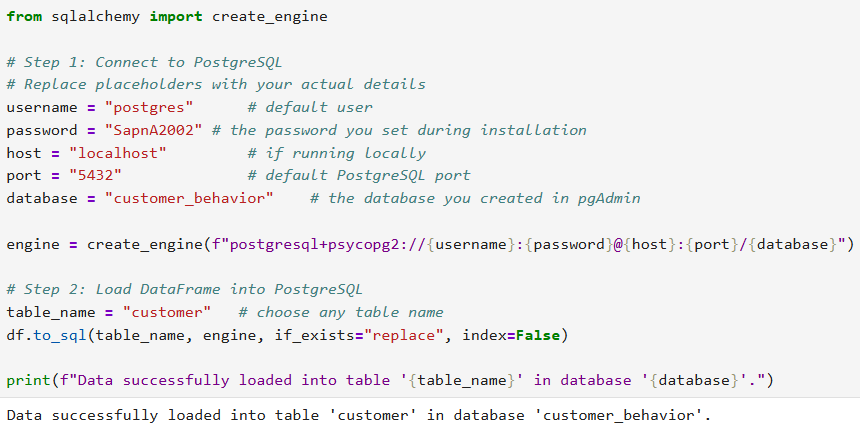 from sqlalchemy import create_engine
# Step 1: Connect to PostgreSQL
# Replace placeholders with your actual details
username = "postgres"      # default user
password = "SapnA2002" # the password you set during installation
host = "localhost"         # if running locally
port = "5432"              # default PostgreSQL port
database = "customer_behavior"    # the database you created in pgAdmin
engine = create_engine(f"postgresql+psycopg2://{username}:{password}@{host}:{port}/{database}")
# Step 2: Load DataFrame into PostgreSQL
table_name = "customer"   # choose any table name
df.to_sql(table_name, engine, if_exists="replace", index=False)
print(f"Data successfully loaded into table '{table_name}' in database '{database}'.")
Data successfully loaded into table 'customer' in database 'customer_behavior'.